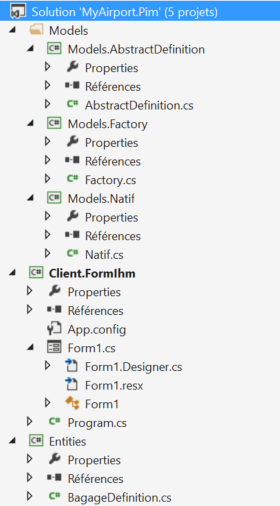 Solution 'MyAirport.Pim' (5 projets)
Models
Models.AbstractDefinition
Properties
Références
AbstractDefinition.cs
Models.Factory
Properties
Références
Factory.cs
Models.Natif
Properties
Références
Natif.cs
Client.FormIhm
Properties
Références
App.config
Form1.cs
Form1.Designer.cs
Form1.resx
Form1
Program.cs
Entities
Properties
Références
BagageDefinition.cs